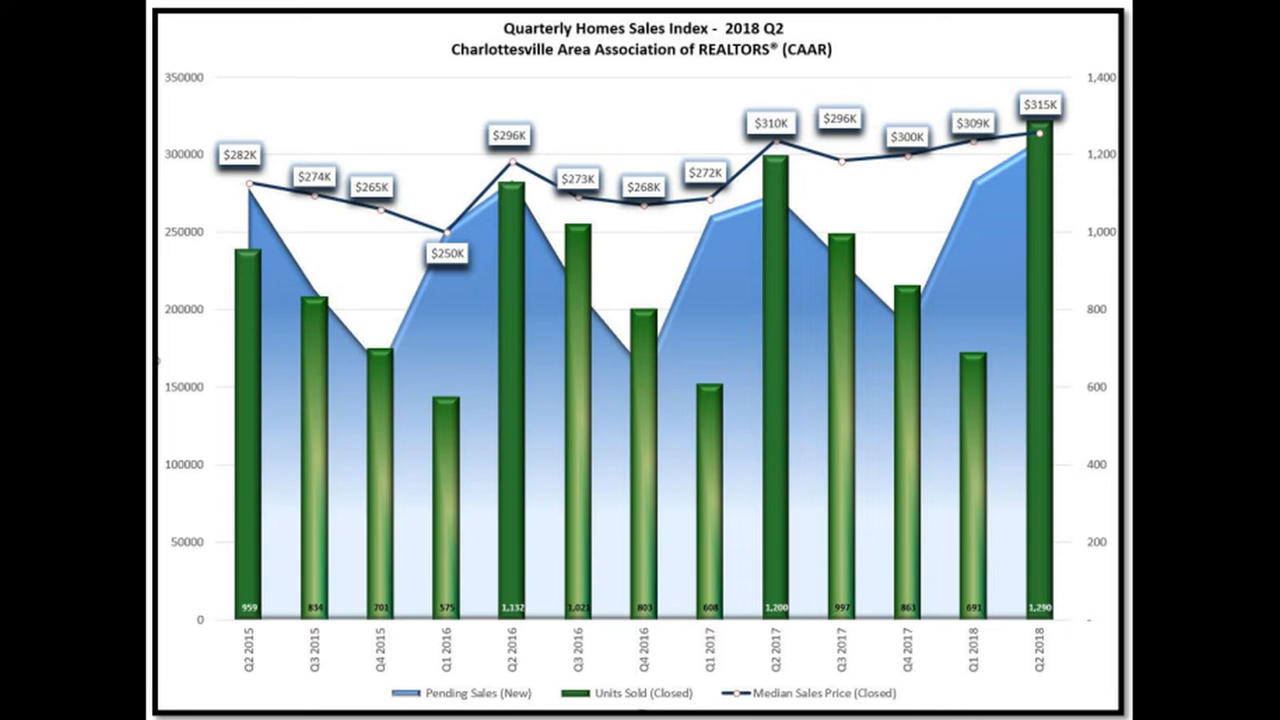 Quarterly Homes Sales Index - 2018 Q2
Charlottesville Area Association of REALTORS® (CAAR)
350000
300000
250000
200000
150000
100000
50000
0
1,400
1,200
1,000
800
600
400
200
-
$282K
$274K
$265K
$250K
$296K
$273K
$268K
$272K
$310K
$296K
$300K
$309K
$315K
959
834
701
575
1,132
1,021
803
608
1,200
997
861
691
1,290
Q2 2015
Q3 2015
Q4 2015
Q1 2016
Q2 2016
Q3 2016
Q4 2016
Q1 2017
Q2 2017
Q3 2017
Q4 2017
Q1 2018
Q2 2018
Pending Sales (New)
Units Sold (Closed)
Median Sales Price (Closed)